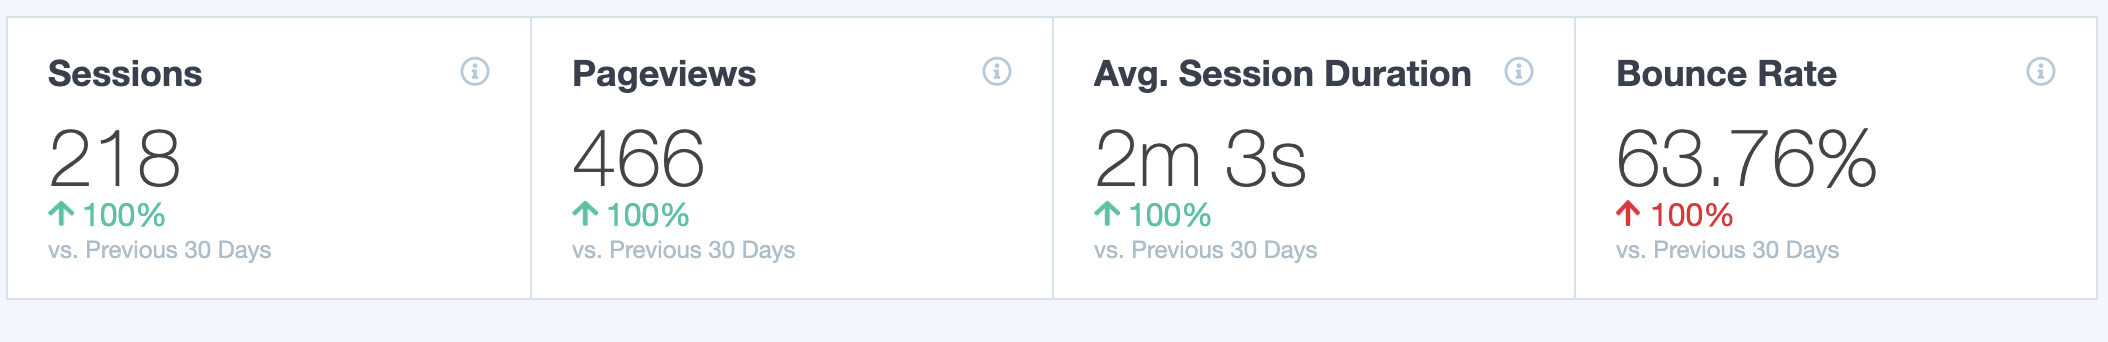 Sessions
218
↑ 100%
vs. Previous 30 Days
Pageviews
466
↑ 100%
vs. Previous 30 Days
Avg. Session Duration
2m 3s
↑ 100%
vs. Previous 30 Days
Bounce Rate
63.76%
↑ 100%
vs. Previous 30 Days